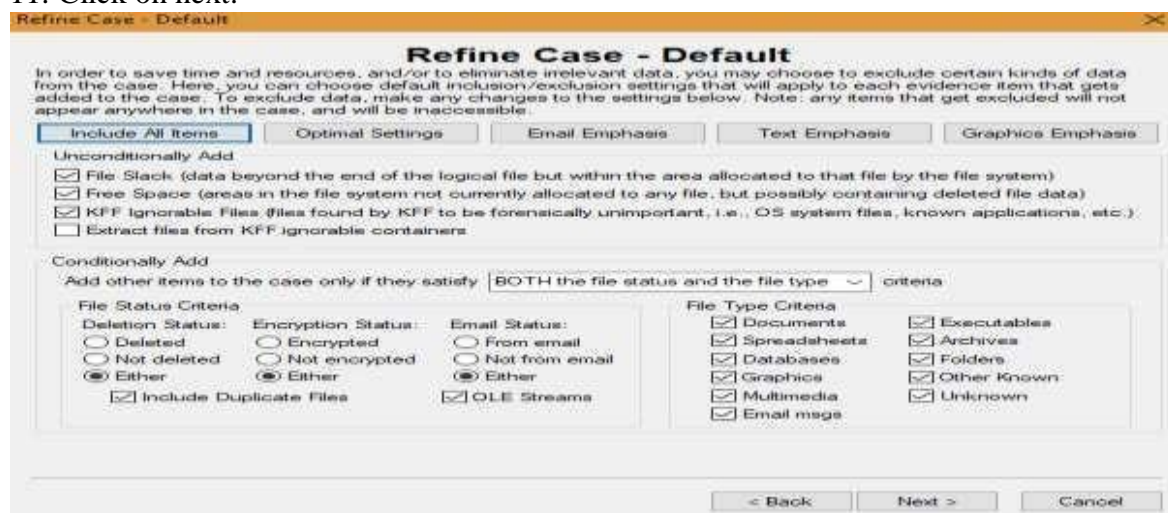 11. Click on next.
Refine Case - Default
Refine Case - Default
In order to save time and resources, and/or to eliminate irrelevant data, you may choose to exclude certain kinds of data
from the case. Here, you can choose default inclusion/exclusion settings that will apply to each evidence item that gets
added to the case. To exclude data, make any changes to the settings below. Note: any items that get excluded will not
appear anywhere in the case, and will be inaccessible.
Include All Items Optimal Settings Email Emphasis Text Emphasis Graphics Emphasis
Unconditionally Add
File Slack (data beyond the end of the logical file but within the area allocated to that file by the file system)
Free Space (areas in the file system not currently allocated to any file, but possibly containing deleted file data)
KFF Ignorable Files (files found by KFF to be forensically unimportant, i.e., OS system files, known applications, etc.)
Extract files from KFF ignorable containers
Conditionally Add
Add other items to the case only if they satisfy BOTH the file status and the file type criteria
File Status Criteria File Type Criteria
Deletion Status: Encryption Status: Email Status: Documents Executables
Deleted Encrypted From email Spreadsheets Archives
Not deleted Not encrypted Not from email Databases Folders
Either Either Either Graphics Other Known
Include Duplicate Files OLE Streams Multimedia Unknown
Email msgs
< Back Next > Cancel